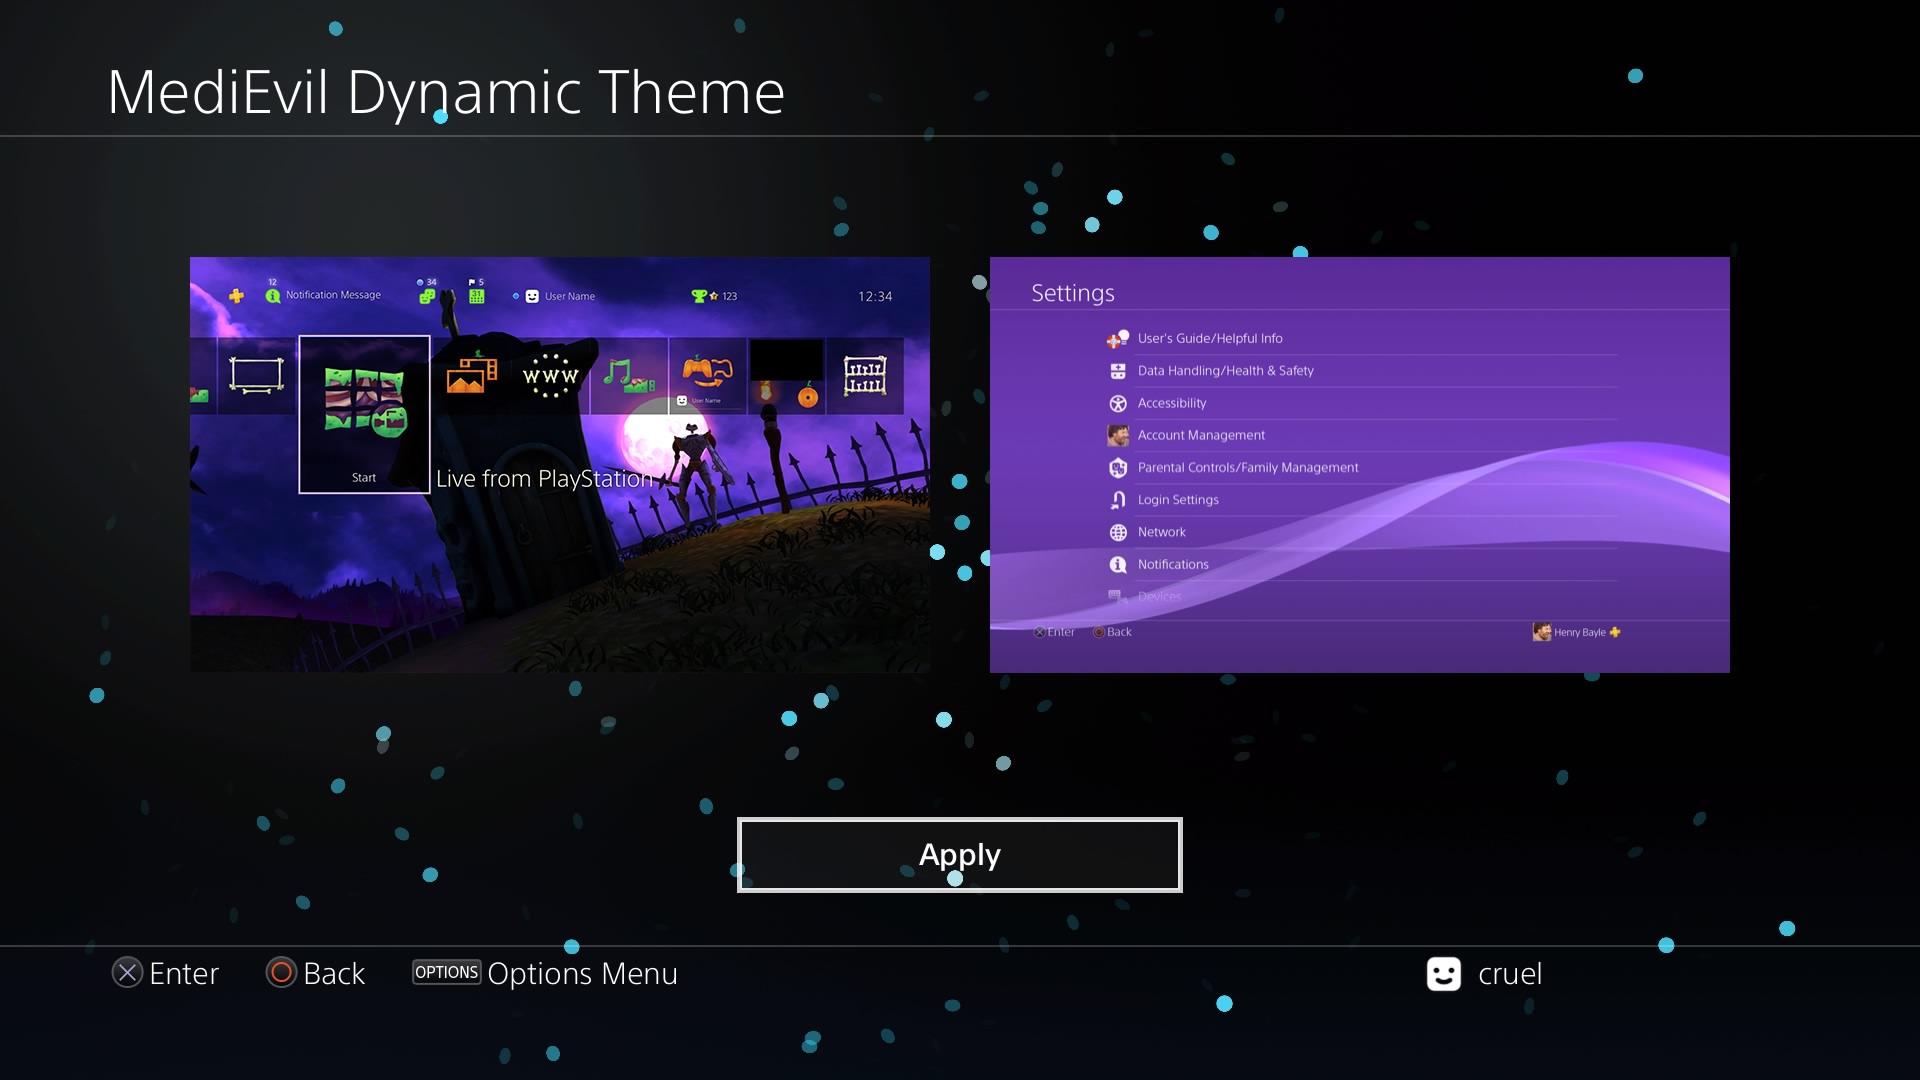 MediEvil Dynamic Theme
12
Notification Message
34
5
31
User Name
123
12:34
WWW
User Name
Start
Live from PlayStation
Settings
User's Guide/Helpful Info
Data Handling/Health & Safety
Accessibility
Account Management
Parental Controls/Family Management
Login Settings
Network
Notifications
Devices
Enter
Back
Henry Bayle
Apply
Enter
Back
OPTIONS Options Menu
cruel